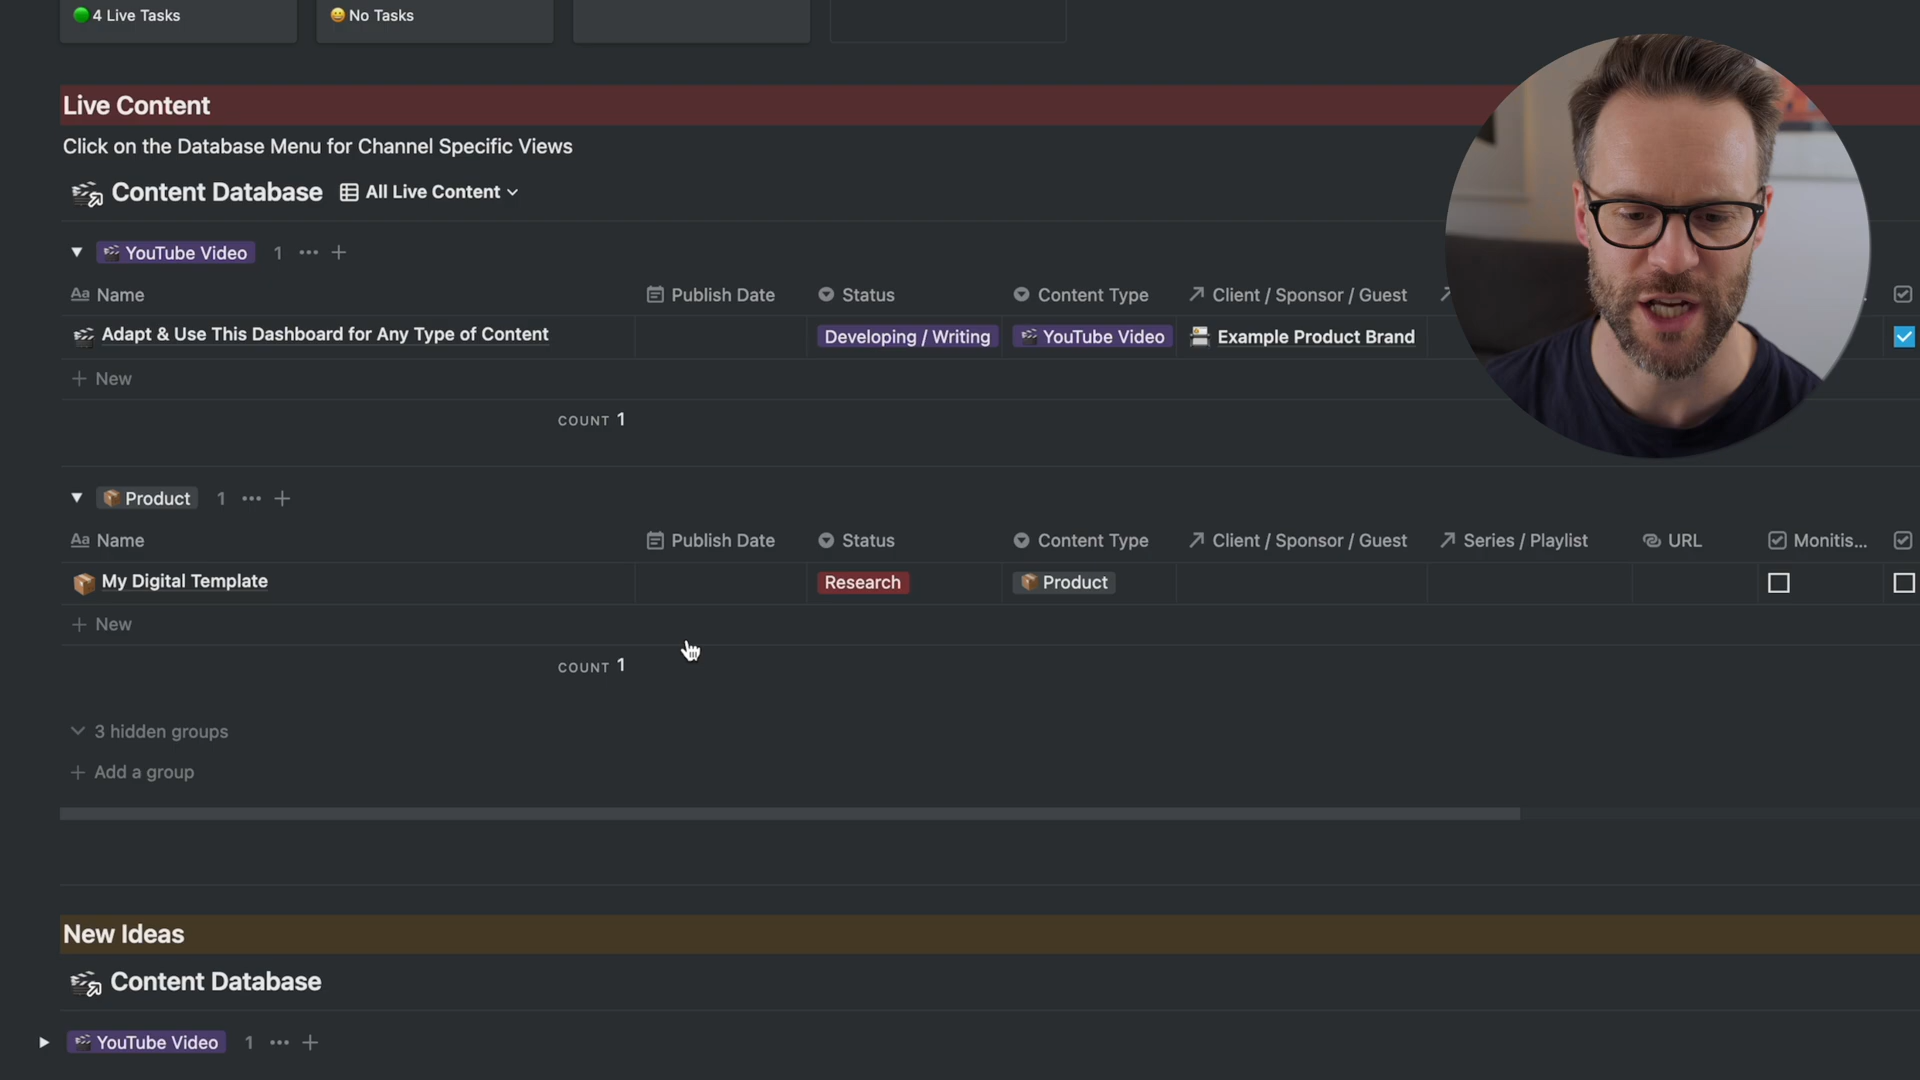 4 Live Tasks
No Tasks
Live Content
Click on the Database Menu for Channel Specific Views
Content Database All Live Content
YouTube Video 1
Aa Name Publish Date Status Content Type Client / Sponsor / Guest
Adapt & Use This Dashboard for Any Type of Content Developing / Writing YouTube Video Example Product Brand
New
COUNT 1
Product 1
Aa Name Publish Date Status Content Type Client / Sponsor / Guest Series / Playlist URL Monitis...
My Digital Template Research Product
New
COUNT 1
3 hidden groups
Add a group
New Ideas
Content Database
YouTube Video 1